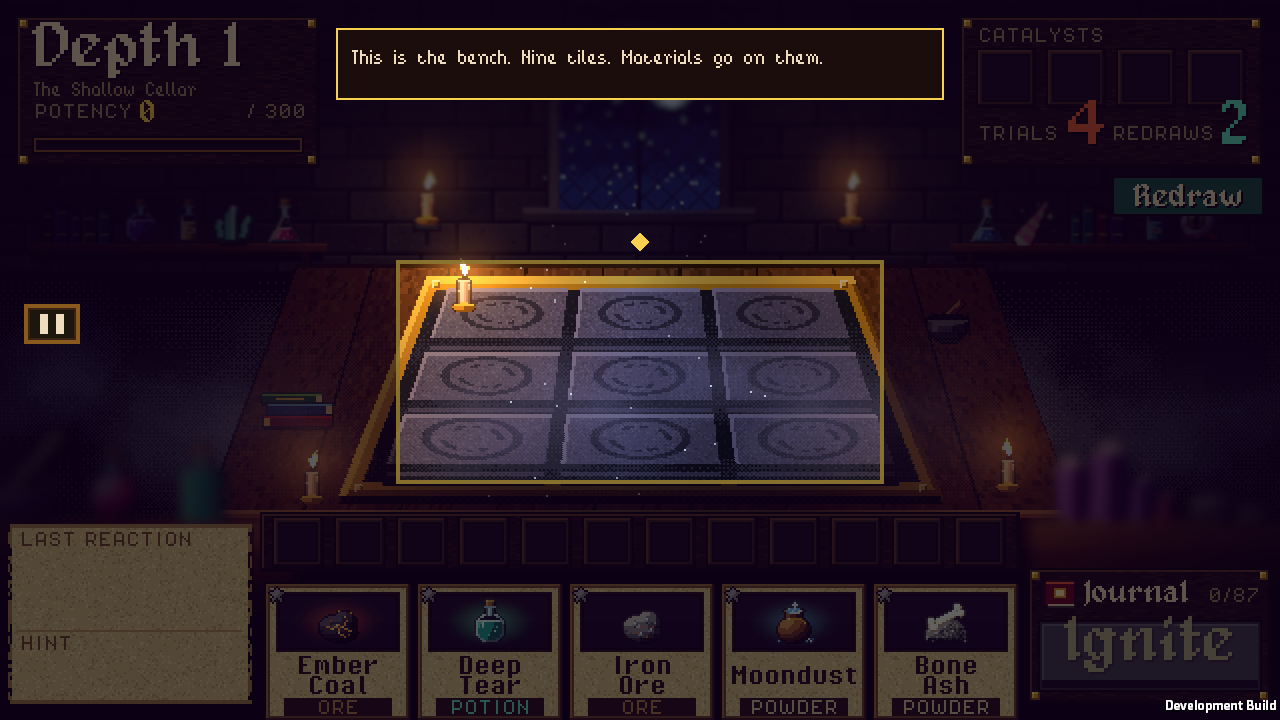 Depth 1
The Shallow Cellar
POTENCY 0 / 300
This is the bench. Nine tiles. Materials go on them.
CATALYSTS
TRIALS 4 REDRAWS 2
Redraw
LAST REACTION
HINT
Ember
Coal
ORE
Deep
Tear
POTION
Iron
Ore
ORE
Moondust
POWDER
Bone
Ash
POWDER
Journal 0/87
Ignite
Development Build